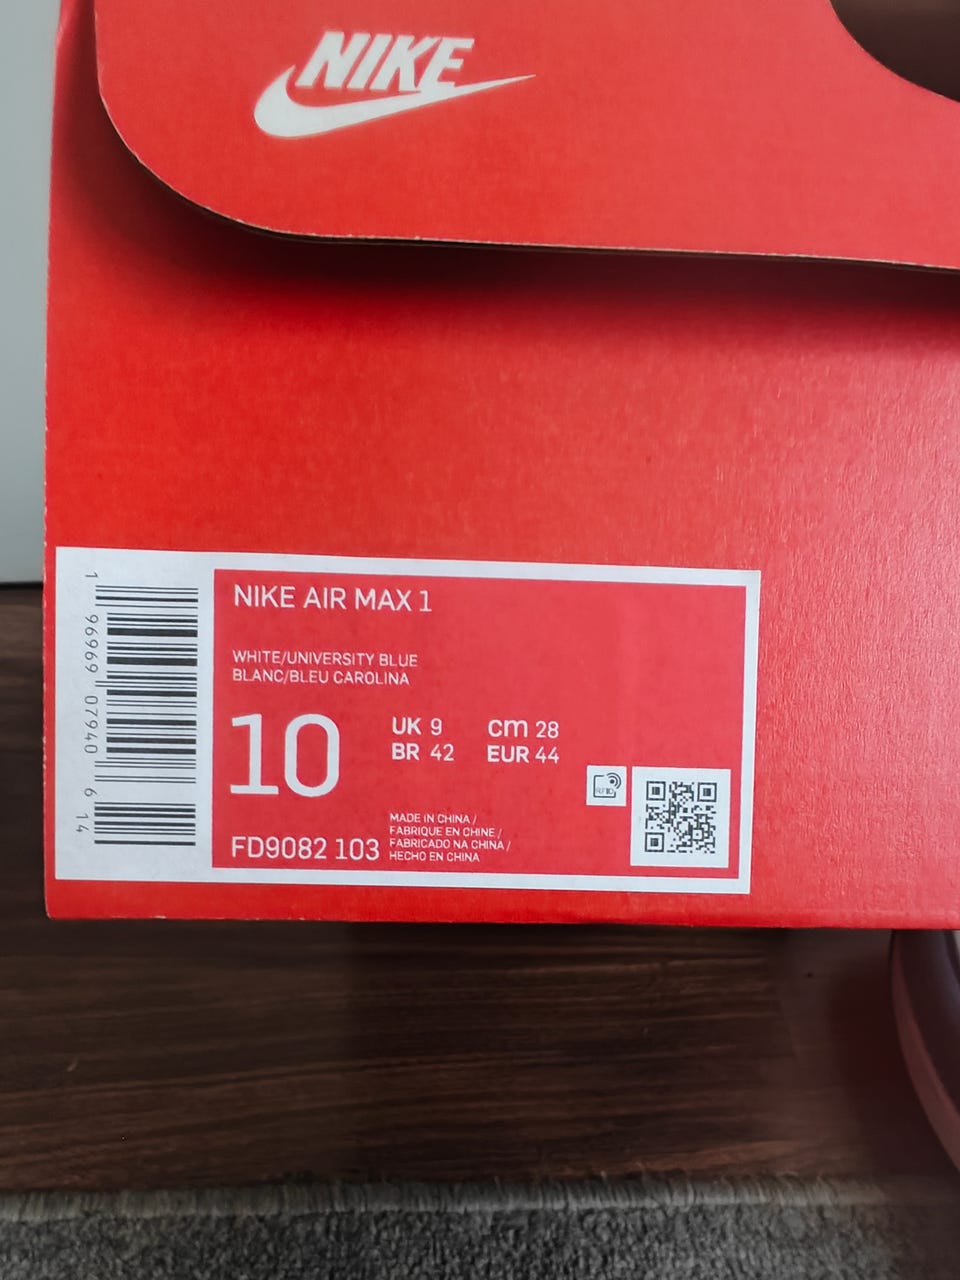 NIKE
NIKE AIR MAX 1
WHITE/UNIVERSITY BLUE
BLANC/BLEU CAROLINA
10
UK 9 cm 28
BR 42 EUR 44
RFID
MADE IN CHINA /
FABRIQUE EN CHINE /
FABRICADO NA CHINA /
HECHO EN CHINA
FD9082 103
1 96969 07940 6 14